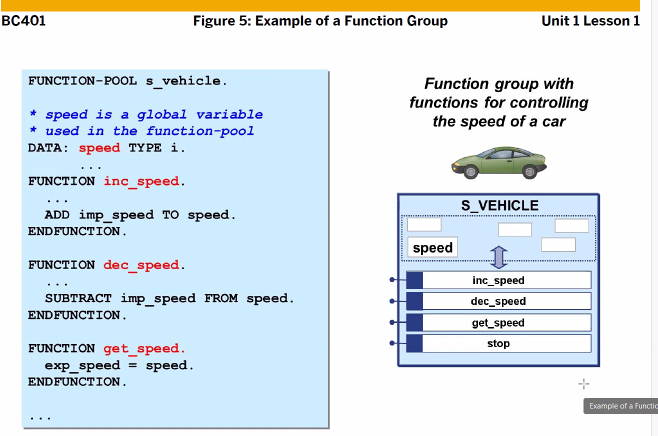 BC401
Figure 5: Example of a Function Group
Unit 1 Lesson 1
FUNCTION-POOL s_vehicle.
* speed is a global variable
* used in the function-pool
DATA: speed TYPE i.
...
FUNCTION inc_speed.
...
ADD imp_speed TO speed.
ENDFUNCTION.
FUNCTION dec_speed.
...
SUBTRACT imp_speed FROM speed.
ENDFUNCTION.
FUNCTION get_speed.
exp_speed = speed.
ENDFUNCTION.
...
Function group with
functions for controlling
the speed of a car
S_VEHICLE
speed
inc_speed
dec_speed
get_speed
stop
Example of a Functio